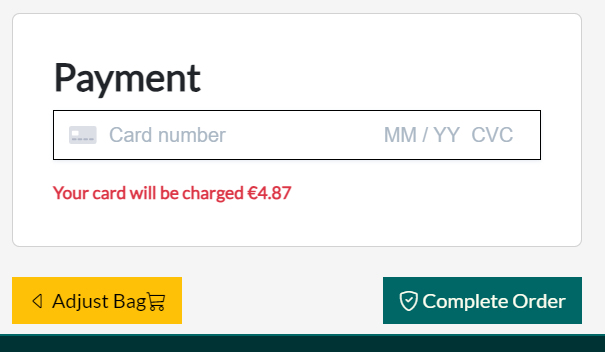 Payment
Card number MM / YY CVC
Your card will be charged €4.87
Adjust Bag Complete Order